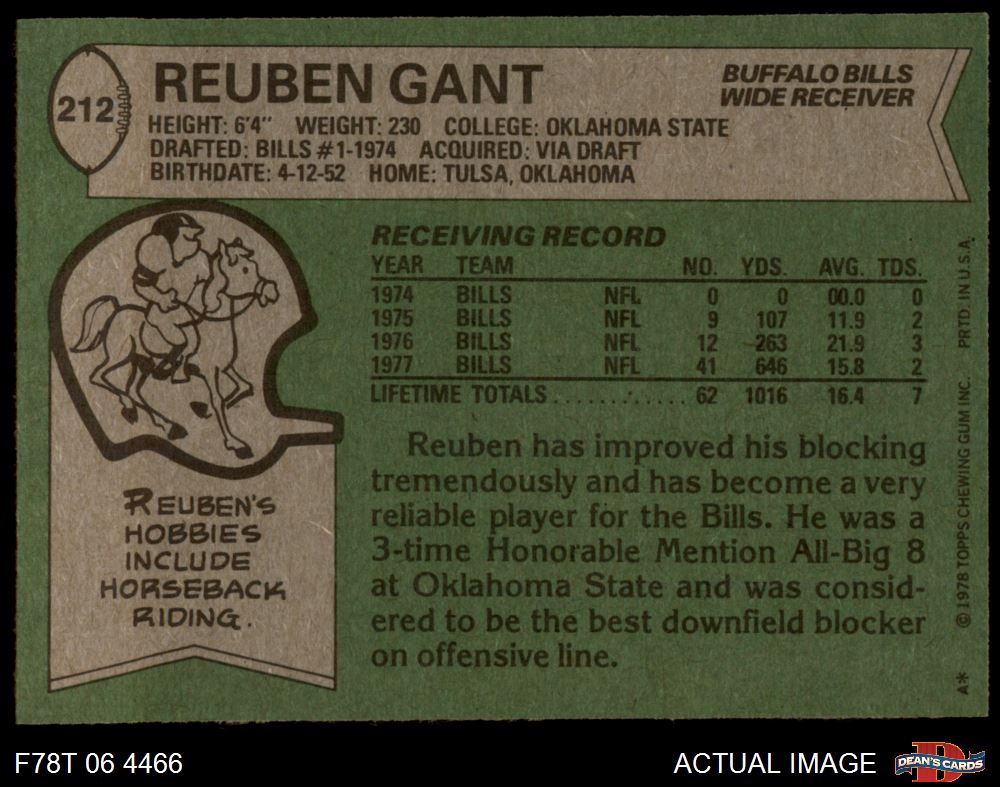 212
REUBEN GANT
BUFFALO BILLS
WIDE RECEIVER
HEIGHT: 6'4" WEIGHT: 230 COLLEGE: OKLAHOMA STATE
DRAFTED: BILLS #1-1974 ACQUIRED: VIA DRAFT
BIRTHDATE: 4-12-52 HOME: TULSA, OKLAHOMA
RECEIVING RECORD
YEAR TEAM NO. YDS. AVG. TDS.
1974 BILLS NFL 0 0 00.0 0
1975 BILLS NFL 9 107 11.9 2
1976 BILLS NFL 12 263 21.9 3
1977 BILLS NFL 41 646 15.8 2
LIFETIME TOTALS.............. 62 1016 16.4 7
Reuben has improved his blocking
tremendously and has become a very
reliable player for the Bills. He was a
3-time Honorable Mention All-Big 8
at Oklahoma State and was consid-
ered to be the best downfield blocker
on offensive line.
REUBEN'S
HOBBIES
INCLUDE
HORSEBACK
RIDING.
A* © 1978 TOPPS CHEWING GUM INC. PRTD IN U.S.A.
F78T 06 4466
ACTUAL IMAGE
D
DEAN'S CARDS